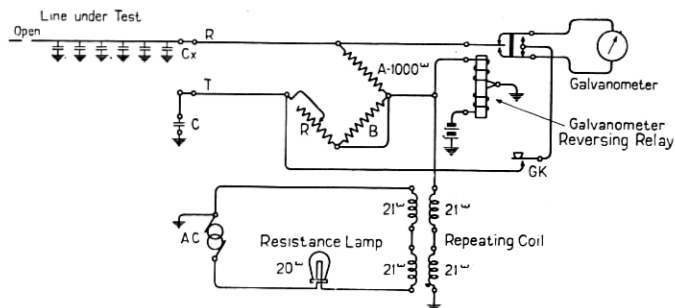 Line under Test
Open
Cx
R
A-1000ω
Galvanometer
T
C
R
B
Galvanometer
Reversing Relay
GK
21ω
21ω
AC
Resistance Lamp
20ω
Repeating Coil
21ω
21ω